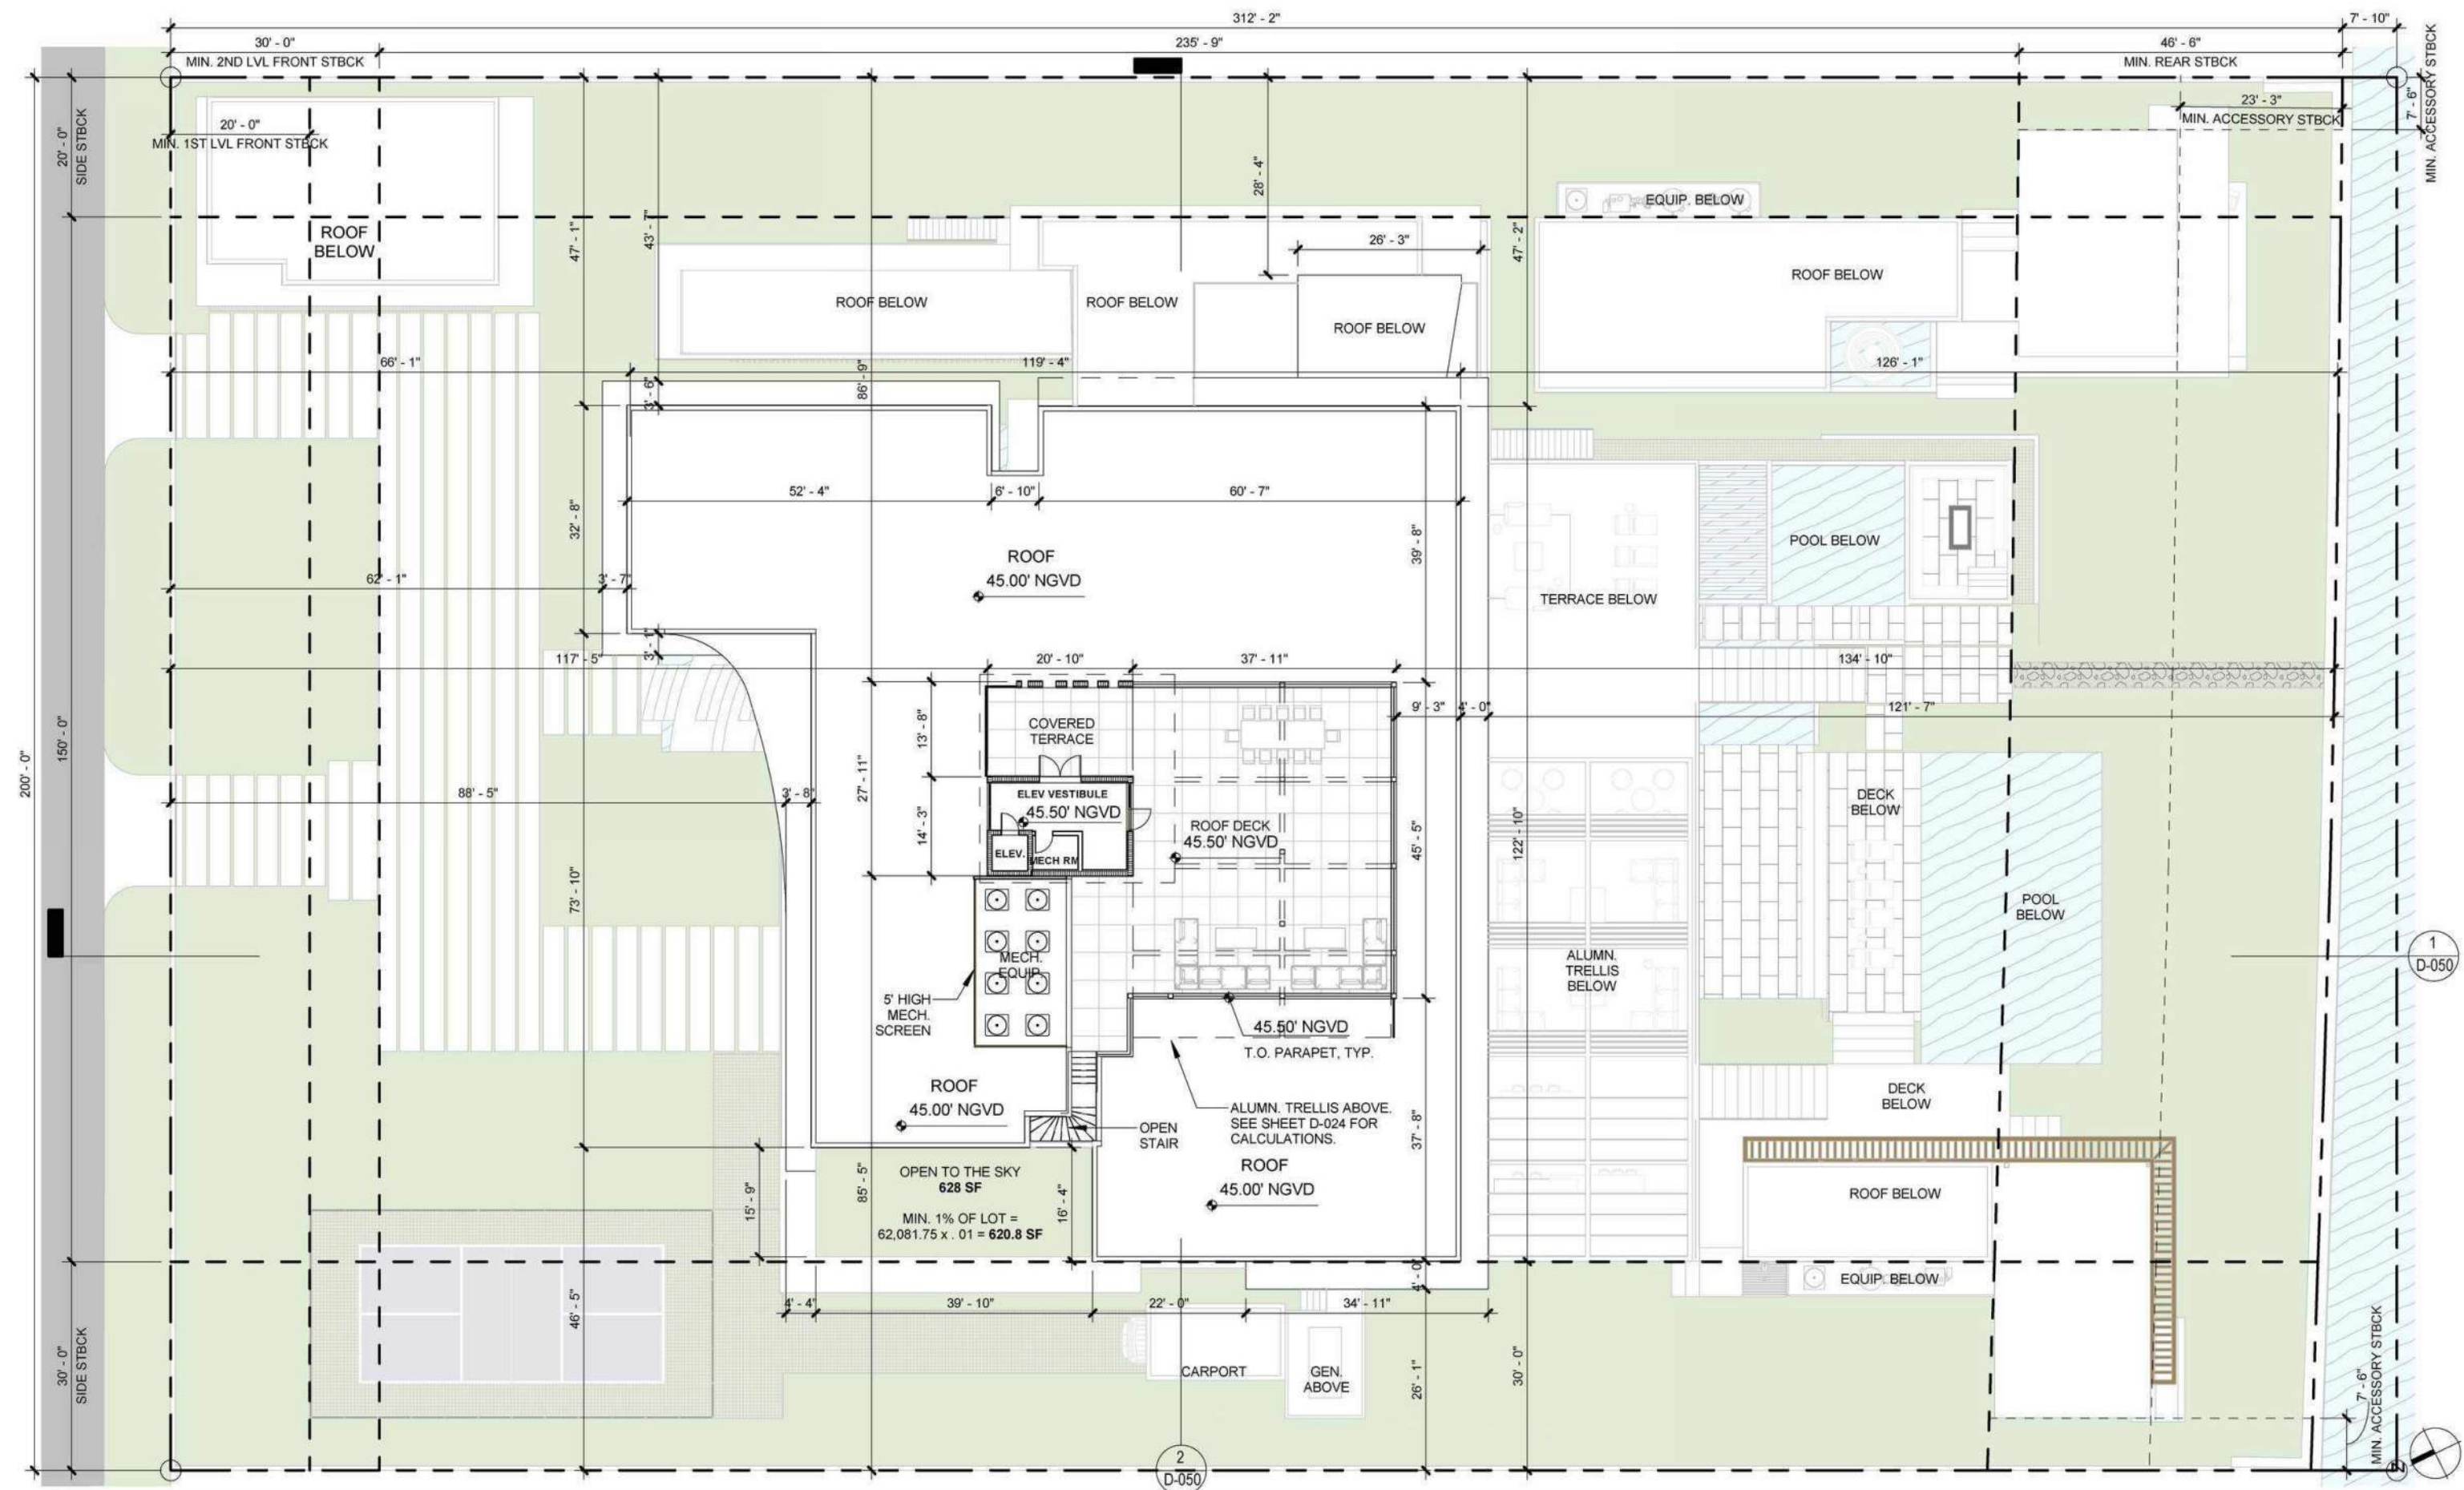 312' - 2"
7' - 10"
30' - 0"
235' - 9"
46' - 6"
MIN. 2ND LVL FRONT STBCK
MIN. REAR STBCK
MIN. ACCESSORY STBCK
7' - 6"
23' - 3"
MIN. ACCESSORY STBCK
20' - 0"
SIDE STBCK
20' - 0"
MIN. 1ST LVL FRONT STBCK
ROOF
BELOW
47' - 1"
43' - 7"
28' - 4"
26' - 3"
47' - 2"
EQUIP. BELOW
ROOF BELOW
ROOF BELOW
ROOF BELOW
ROOF BELOW
66' - 1"
3' - 6"
86' - 9"
119' - 4"
126' - 1"
52' - 4"
6' - 10"
60' - 7"
32' - 8"
39' - 8"
ROOF
45.00' NGVD
POOL BELOW
TERRACE BELOW
62' - 1"
3' - 7"
3' - 1"
117' - 5"
20' - 10"
37' - 11"
134' - 10"
200' - 0"
150' - 0"
13' - 8"
COVERED
TERRACE
9' - 3"
4' - 0"
121' - 7"
88' - 5"
3' - 8"
27' - 11"
14' - 3"
ELEV VESTIBULE
45.50' NGVD
ELEV.
MECH RM
ROOF DECK
45.50' NGVD
45' - 5"
122' - 10"
DECK
BELOW
POOL
BELOW
73' - 10"
MECH.
EQUIP.
5' HIGH
MECH.
SCREEN
ALUMN.
TRELLIS
BELOW
1
D-050
45.50' NGVD
T.O. PARAPET, TYP.
ROOF
45.00' NGVD
ALUMN. TRELLIS ABOVE.
SEE SHEET D-024 FOR
CALCULATIONS.
OPEN
STAIR
37' - 8"
DECK
BELOW
ROOF
45.00' NGVD
OPEN TO THE SKY
628 SF
MIN. 1% OF LOT =
62,081.75 x . 01 = 620.8 SF
15' - 9"
85' - 5"
16' - 4"
ROOF BELOW
EQUIP. BELOW
4' - 0"
46' - 5"
4' - 4"
39' - 10"
22' - 0"
34' - 11"
30' - 0"
SIDE STBCK
CARPORT
GEN.
ABOVE
26' - 1"
30' - 0"
7' - 6"
MIN. ACCESSORY STBCK
2
D-050